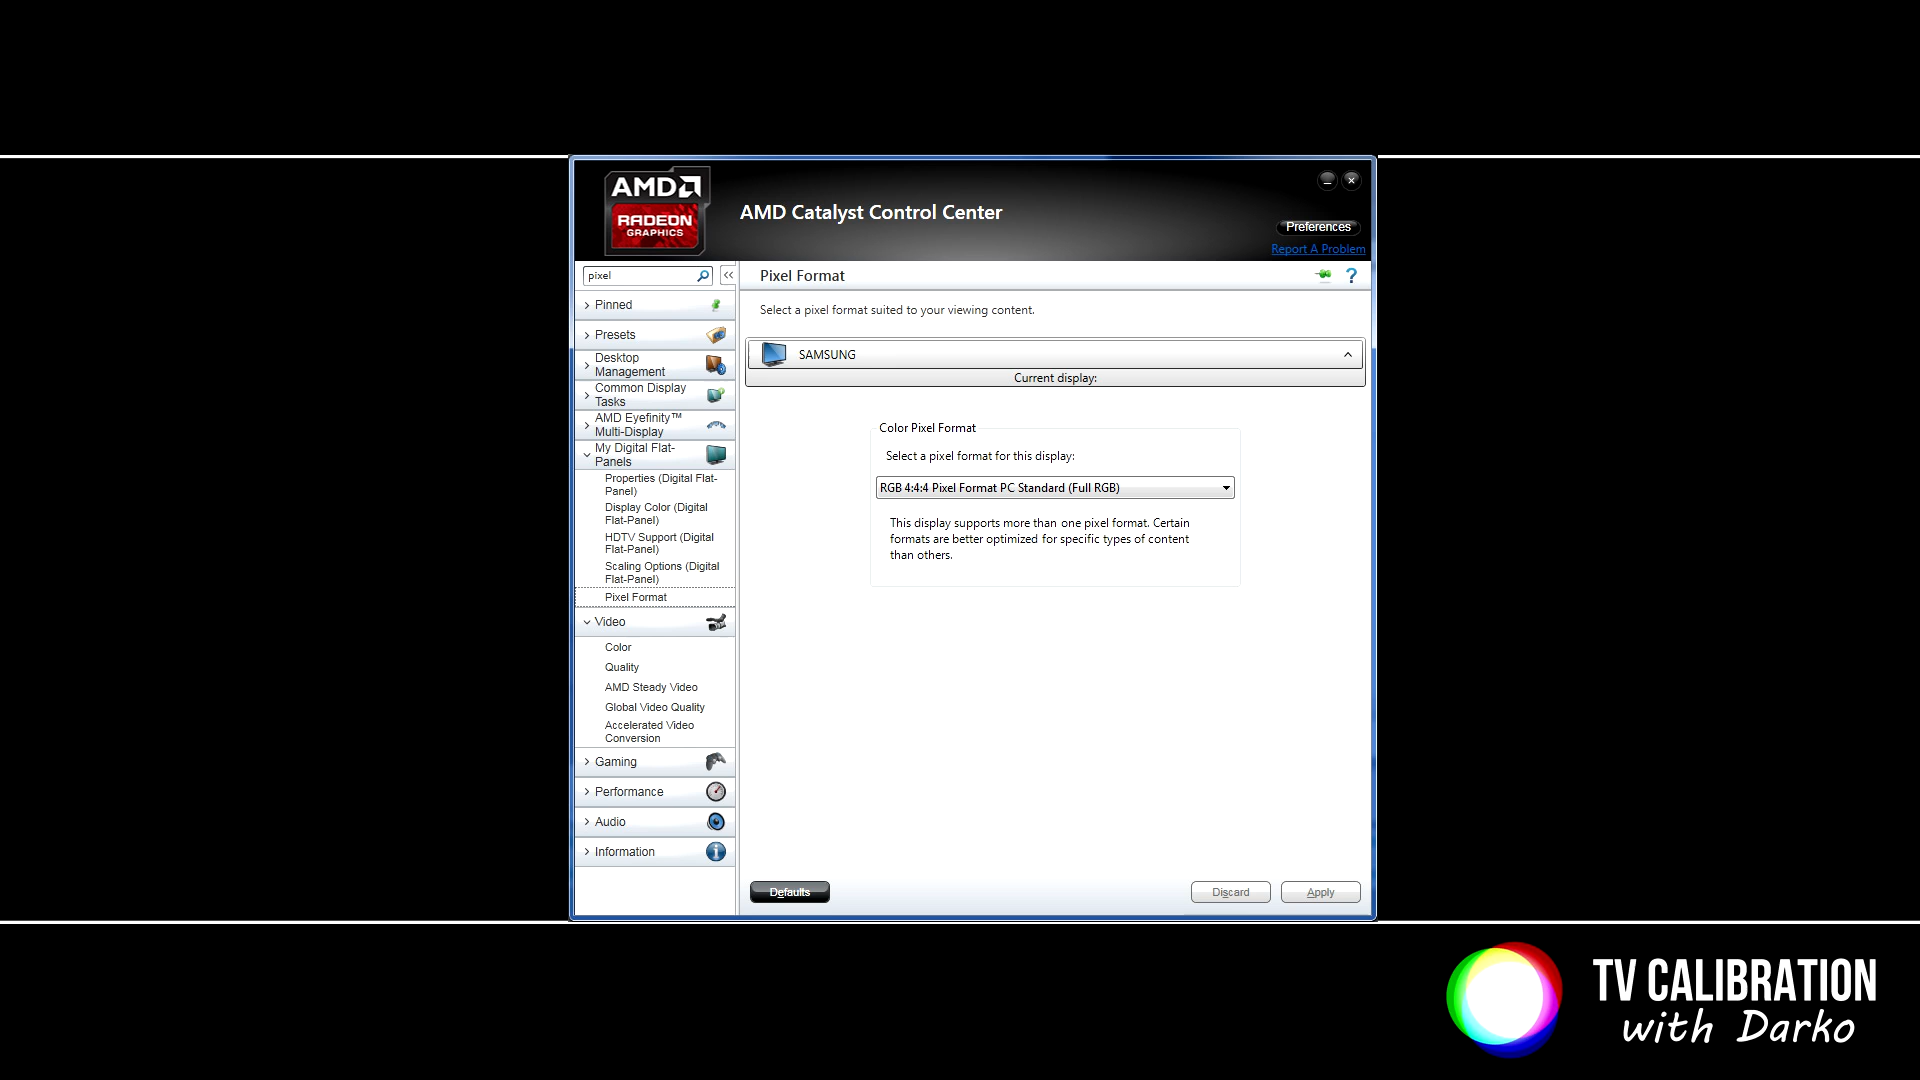 AMD
RADEON
GRAPHICS
AMD Catalyst Control Center
Preferences
Report A Problem
pixel
Pinned
Presets
Desktop
Management
Common Display
Tasks
AMD Eyefinity™
Multi-Display
My Digital Flat-
Panels
Properties (Digital Flat-
Panel)
Display Color (Digital
Flat-Panel)
HDTV Support (Digital
Flat-Panel)
Scaling Options (Digital
Flat-Panel)
Pixel Format
Video
Color
Quality
AMD Steady Video
Global Video Quality
Accelerated Video
Conversion
Gaming
Performance
Audio
Information
Pixel Format
Select a pixel format suited to your viewing content.
SAMSUNG
Current display:
Color Pixel Format
Select a pixel format for this display:
RGB 4:4:4 Pixel Format PC Standard (Full RGB)
This display supports more than one pixel format. Certain
formats are better optimized for specific types of content
than others.
Defaults
Discard
Apply
TV CALIBRATION
with Darko